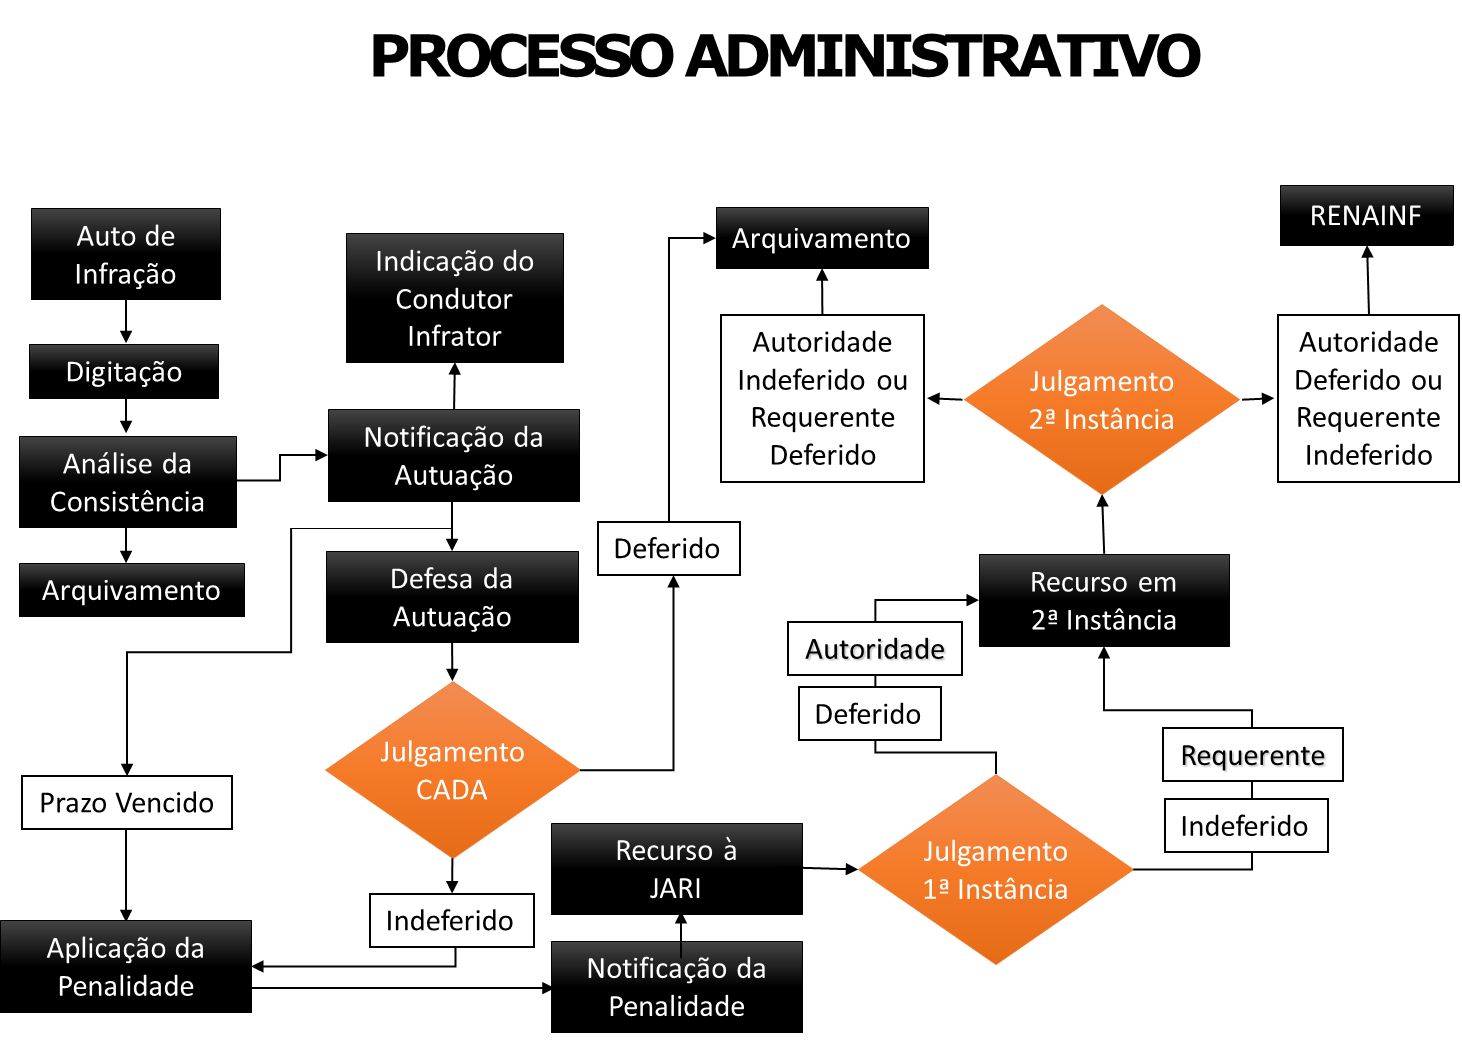 PROCESSO ADMINISTRATIVO
Auto de
Infração
Digitação
Análise da
Consistência
Arquivamento
Indicação do
Condutor
Infrator
Notificação da
Autuação
Defesa da
Autuação
Julgamento
CADA
Prazo Vencido
Indeferido
Aplicação da
Penalidade
Deferido
Arquivamento
Autoridade
Indeferido ou
Requerente
Deferido
Notificação da
Penalidade
Recurso à
JARI
Julgamento
1ª Instância
Autoridade
Deferido
Requerente
Indeferido
Recurso em
2ª Instância
Julgamento
2ª Instância
Autoridade
Deferido ou
Requerente
Indeferido
RENAINF